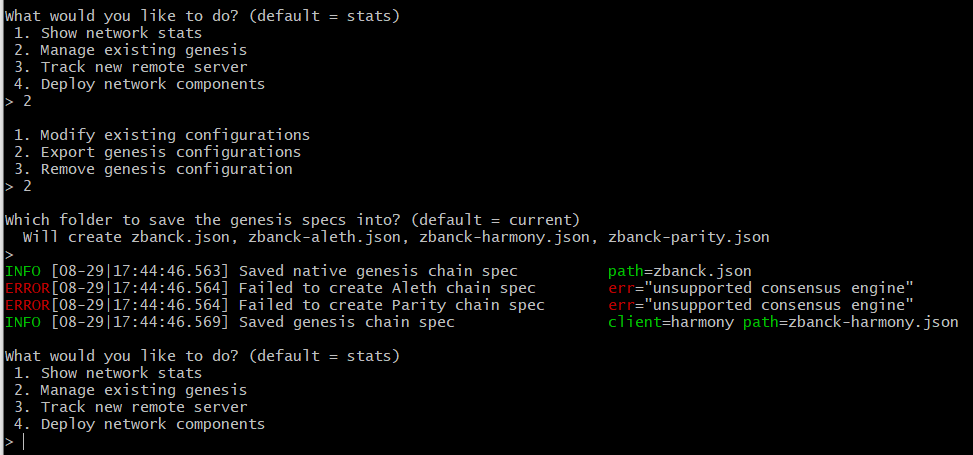 What would you like to do? (default = stats)
 1. Show network stats
 2. Manage existing genesis
 3. Track new remote server
 4. Deploy network components
> 2

 1. Modify existing configurations
 2. Export genesis configurations
 3. Remove genesis configuration
> 2

Which folder to save the genesis specs into? (default = current)
  Will create zbanck.json, zbanck-aleth.json, zbanck-harmony.json, zbanck-parity.json
>
INFO [08-29|17:44:46.563] Saved native genesis chain spec          path=zbanck.json
ERROR[08-29|17:44:46.564] Failed to create Aleth chain spec        err="unsupported consensus engine"
ERROR[08-29|17:44:46.564] Failed to create Parity chain spec       err="unsupported consensus engine"
INFO [08-29|17:44:46.569] Saved genesis chain spec                 client=harmony path=zbanck-harmony.json

What would you like to do? (default = stats)
 1. Show network stats
 2. Manage existing genesis
 3. Track new remote server
 4. Deploy network components
>